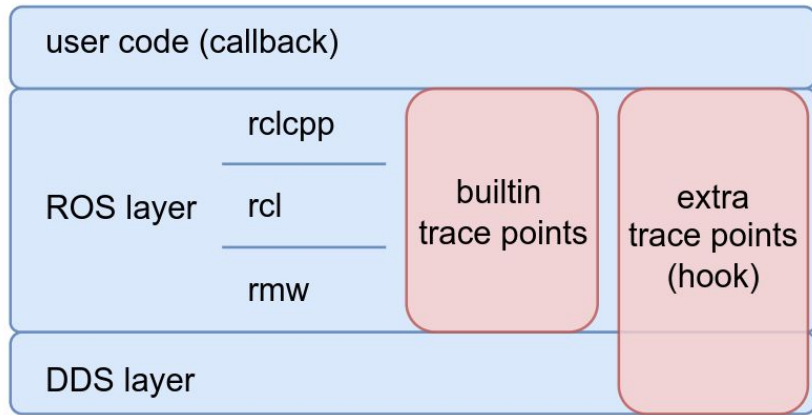 user code (callback)
ROS layer
rclcpp
rcl
rmw
builtin
trace points
extra
trace points
(hook)
DDS layer